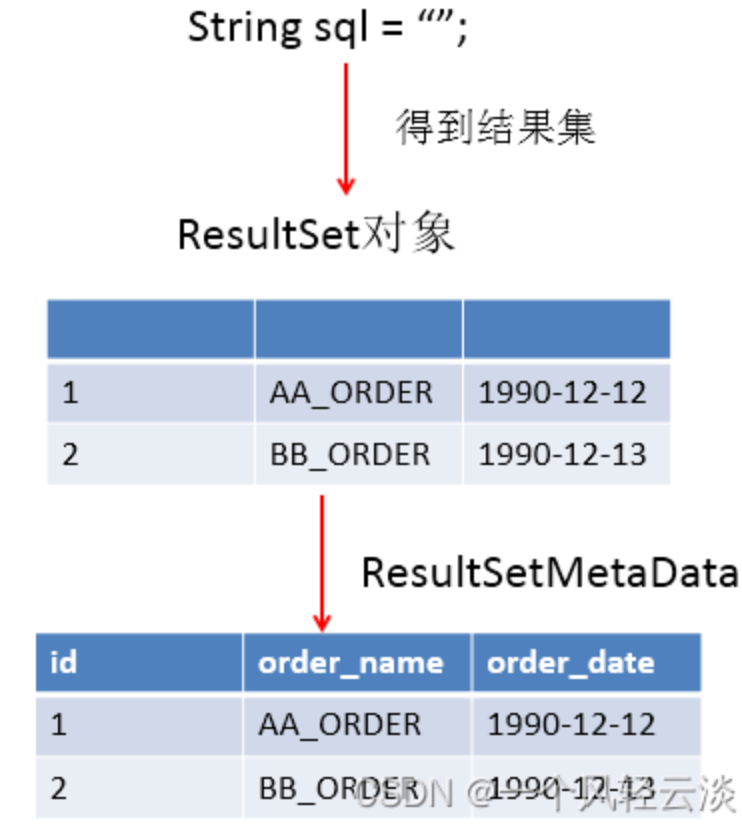 String sql = “”;
得到结果集
ResultSet对象
1 AA_ORDER 1990-12-12
2 BB_ORDER 1990-12-13
ResultSetMetaData
id order_name order_date
1 AA_ORDER 1990-12-12
2 BB_ORDER 1990-12-13
CSDN @一个风轻云淡